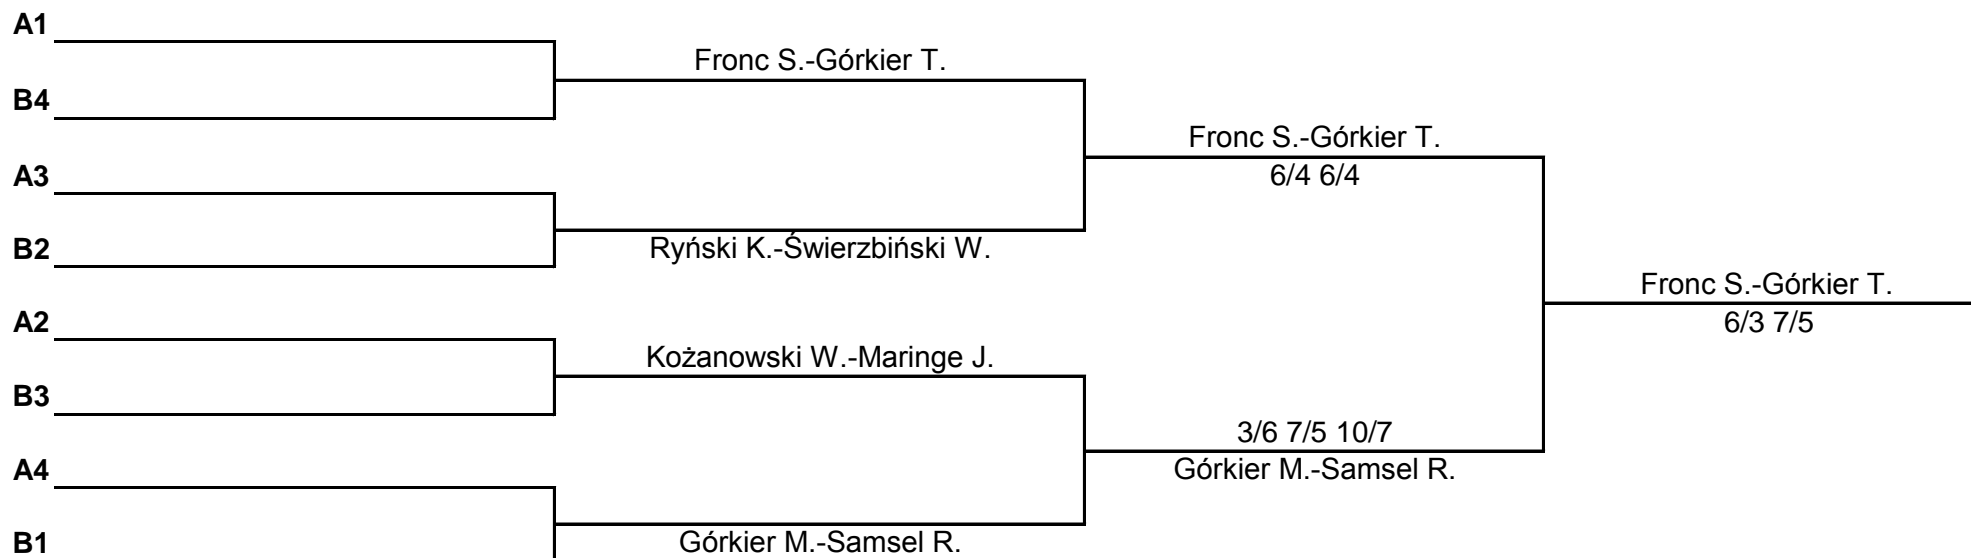 A1
Fronc S.-Górkier T.
B4
Fronc S.-Górkier T.
6/4 6/4
A3
B2
Ryński K.-Świerzbiński W.
Fronc S.-Górkier T.
6/3 7/5
A2
Kożanowski W.-Maringe J.
B3
3/6 7/5 10/7
Górkier M.-Samsel R.
A4
B1
Górkier M.-Samsel R.